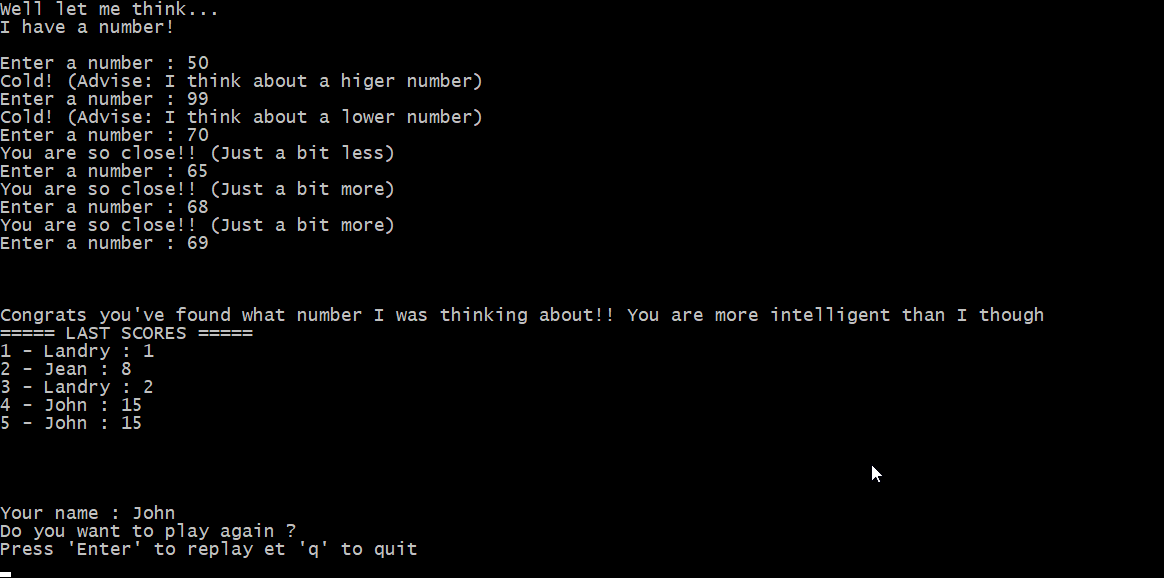 Well let me think...
I have a number!
Enter a number : 50
Cold! (Advise: I think about a higer number)
Enter a number : 99
Cold! (Advise: I think about a lower number)
Enter a number : 70
You are so close!! (Just a bit less)
Enter a number : 65
You are so close!! (Just a bit more)
Enter a number : 68
You are so close!! (Just a bit more)
Enter a number : 69
Congrats you've found what number I was thinking about!! You are more intelligent than I though
===== LAST SCORES =====
1 - Landry : 1
2 - Jean : 8
3 - Landry : 2
4 - John : 15
5 - John : 15
Your name : John
Do you want to play again ?
Press 'Enter' to replay et 'q' to quit